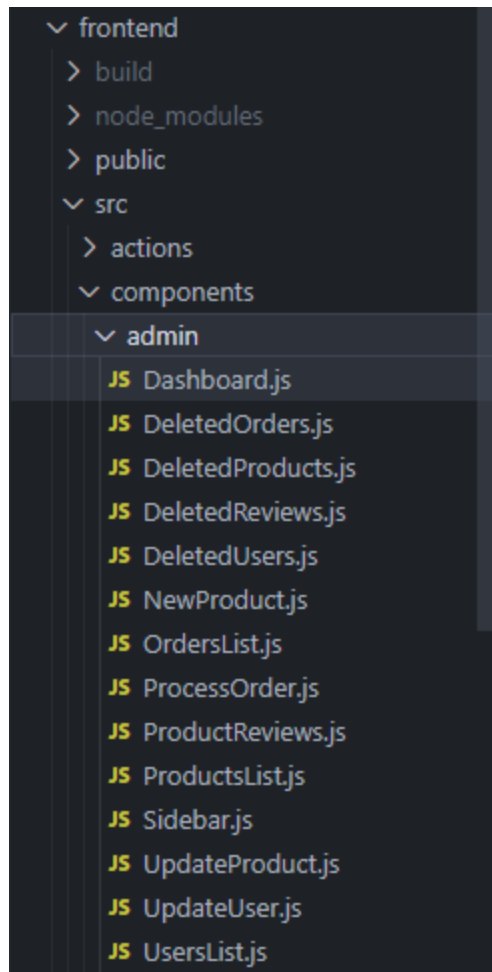 frontend
build
node_modules
public
src
actions
components
admin
JS Dashboard.js
JS DeletedOrders.js
JS DeletedProducts.js
JS DeletedReviews.js
JS DeletedUsers.js
JS NewProduct.js
JS OrdersList.js
JS ProcessOrder.js
JS ProductReviews.js
JS ProductsList.js
JS Sidebar.js
JS UpdateProduct.js
JS UpdateUser.js
JS UsersList.js